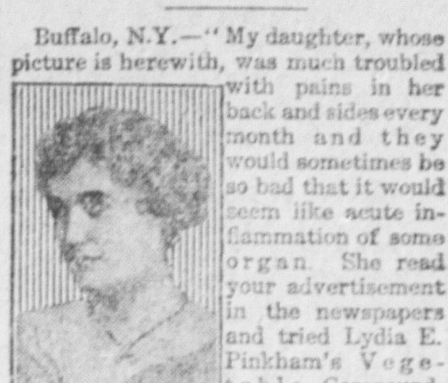 Buffalo, N.Y.—"My daughter, whose
picture is herewith, was much troubled
with pains in her
back and sides every
month and they
would sometimes be
so bad that it would
seem like acute in-
flammation of some
organ. She read
your advertisement
in the newspapers
and tried Lydia E.
Pinkham's Vege-